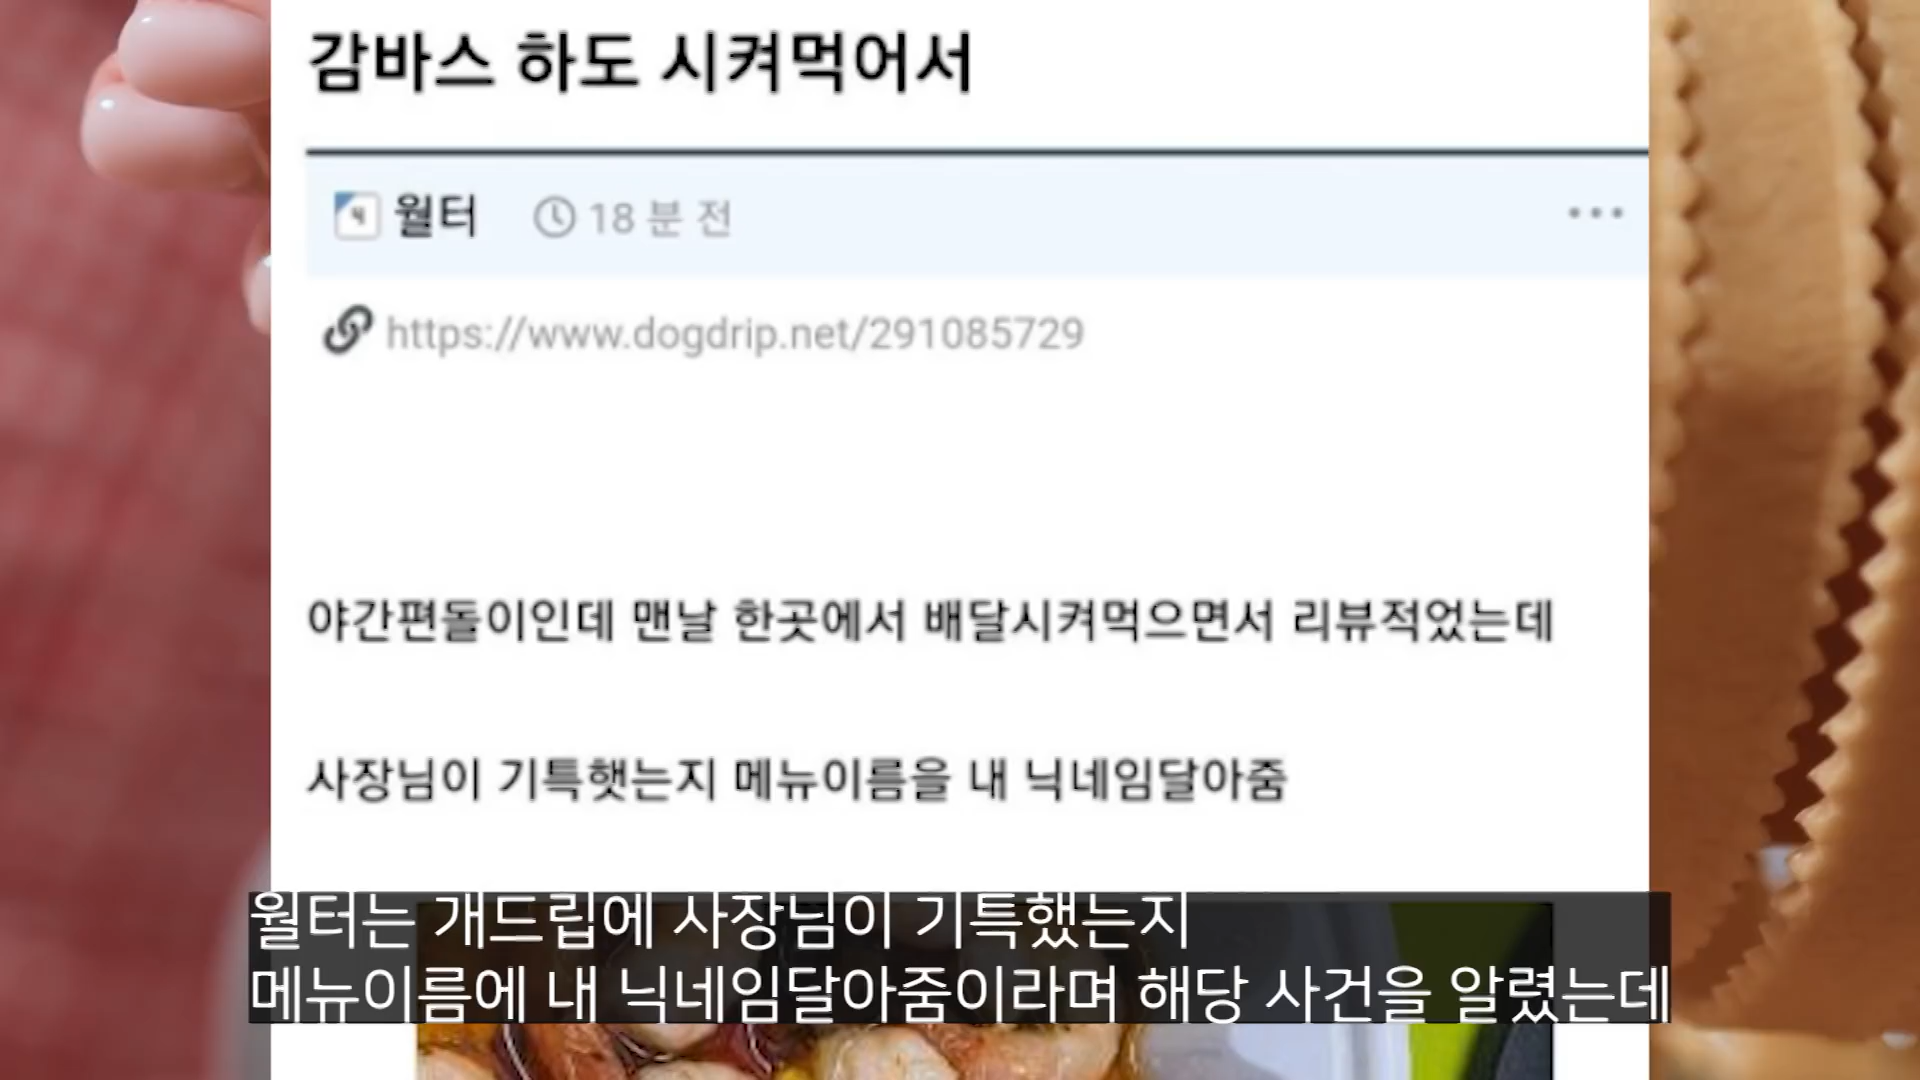 감바스 하도 시켜먹어서
월터 18 분 전
https://www.dogdrip.net/291085729
야간편돌이인데 맨날 한곳에서 배달시켜먹으면서 리뷰적었는데
사장님이 기특햇는지 메뉴이름을 내 닉네임달아줌
월터는 개드립에 사장님이 기특했는지
메뉴이름에 내 닉네임달아줌이라며 해당 사건을 알렸는데